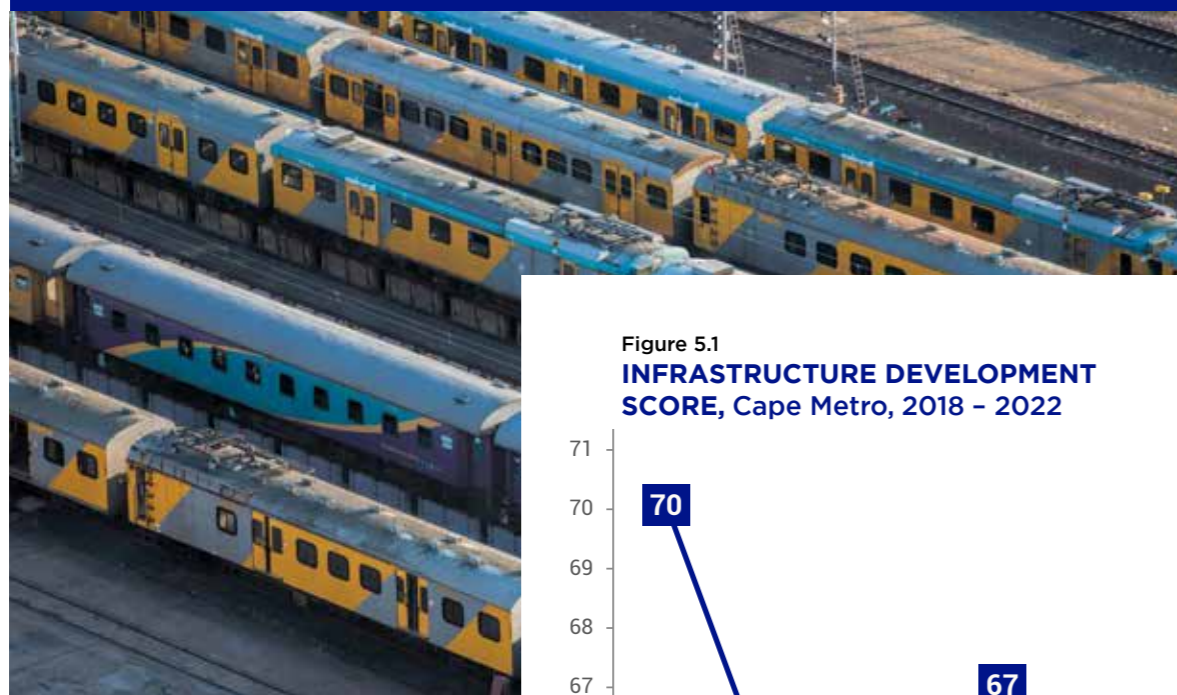 Figure 5.1
INFRASTRUCTURE DEVELOPMENT
SCORE, Cape Metro, 2018 – 2022
71
70
70
69
68
67
67